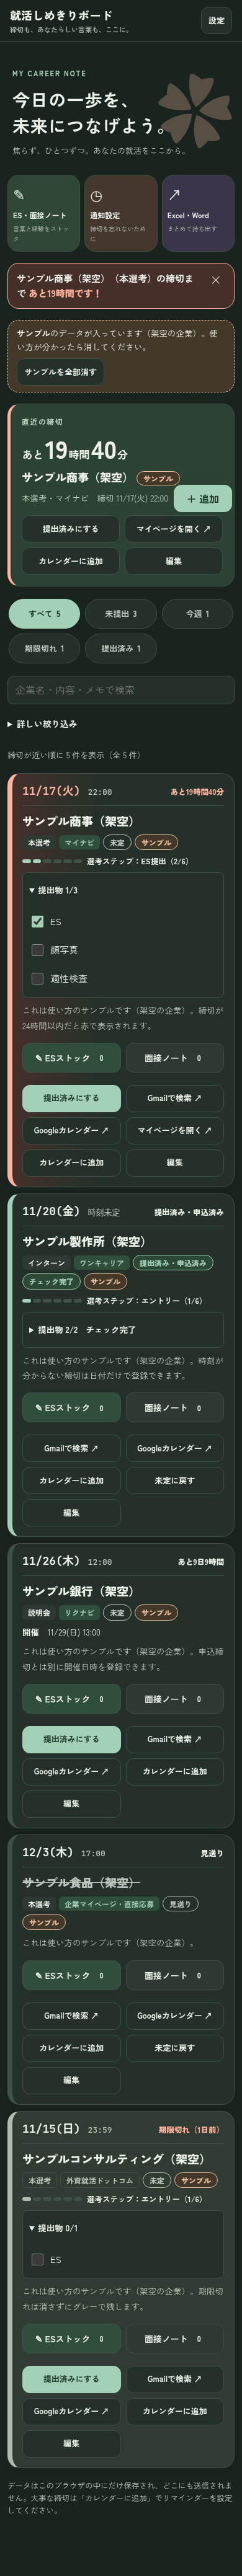 就活しめきりボード
締切も、あなたらしい言葉も、ここに。
設定
MY CAREER NOTE
今日の一歩を、
未来につなげよう。
焦らず、ひとつずつ。あなたの就活をここから。
✎
ES・面接ノート
言葉と経験をストック
◷
通知設定
締切を忘れないために
↗
Excel・Word
まとめて持ち出す
サンプル商事（架空）（本選考）の締切まで あと19時間です！
×
サンプルのデータが入っています（架空の企業）。使い方が分かったら消してください。
サンプルを全部消す
直近の締切
あと19時間40分
サンプル商事（架空） サンプル
本選考・マイナビ 締切 11/17(火) 22:00
＋ 追加
提出済みにする
マイページを開く ↗
カレンダーに追加
編集
すべて 5
未提出 3
今週 1
期限切れ 1
提出済み 1
企業名・内容・メモで検索
▶ 詳しい絞り込み
締切が近い順に 5 件を表示（全 5 件）
11/17(火) 22:00 あと19時間40分
サンプル商事（架空）
本選考 マイナビ 未定 サンプル
選考ステップ：ES提出（2/6）
▼ 提出物 1/3
ES
顔写真
適性検査
これは使い方のサンプルです（架空の企業）。締切が24時間以内だと赤で表示されます。
✎ ESストック 0
面接ノート 0
提出済みにする
Gmailで検索 ↗
Googleカレンダー ↗
マイページを開く ↗
カレンダーに追加
編集
11/20(金) 時刻未定 提出済み・申込済み
サンプル製作所（架空）
インターン ワンキャリア 提出済み・申込済み
チェック完了 サンプル
選考ステップ：エントリー（1/6）
▶ 提出物 2/2 チェック完了
これは使い方のサンプルです（架空の企業）。時刻が分からない締切は日付だけで登録できます。
✎ ESストック 0
面接ノート 0
Gmailで検索 ↗
Googleカレンダー ↗
カレンダーに追加
未定に戻す
編集
11/26(木) 12:00 あと9日9時間
サンプル銀行（架空）
説明会 リクナビ 未定 サンプル
開催 11/29(日) 13:00
これは使い方のサンプルです（架空の企業）。申込締切とは別に開催日時を登録できます。
✎ ESストック 0
面接ノート 0
提出済みにする
Gmailで検索 ↗
Googleカレンダー ↗
カレンダーに追加
編集
12/3(木) 17:00 見送り
サンプル食品（架空）
本選考 企業マイページ・直接応募 見送り
サンプル
これは使い方のサンプルです（架空の企業）。
✎ ESストック 0
面接ノート 0
Gmailで検索 ↗
Googleカレンダー ↗
カレンダーに追加
未定に戻す
編集
11/15(日) 23:59 期限切れ（1日前）
サンプルコンサルティング（架空）
本選考 外資就活ドットコム 未定 サンプル
選考ステップ：エントリー（1/6）
▼ 提出物 0/1
ES
これは使い方のサンプルです（架空の企業）。期限切れは消さずにグレーで残します。
✎ ESストック 0
面接ノート 0
提出済みにする
Gmailで検索 ↗
Googleカレンダー ↗
カレンダーに追加
編集
データはこのブラウザの中にだけ保存され、どこにも送信されません。大事な締切は「カレンダーに追加」でリマインダーを設定してください。